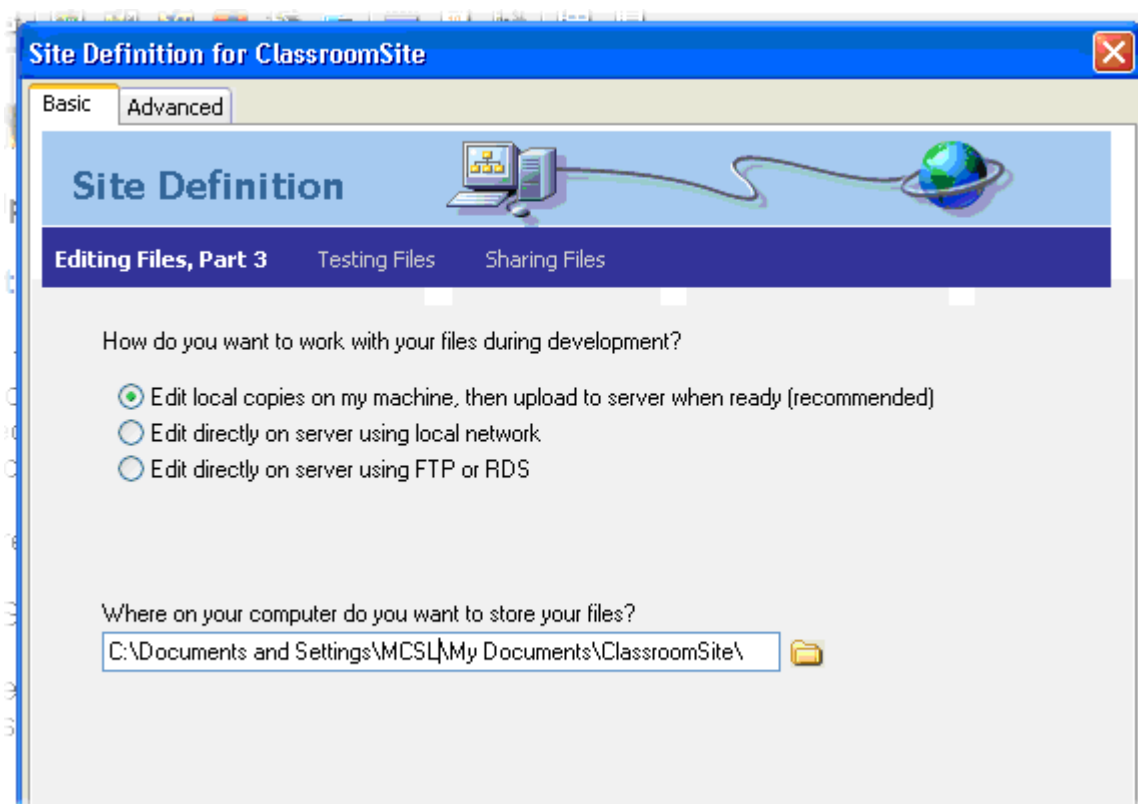 Site Definition for ClassroomSite
Basic Advanced
Site Definition
Editing Files, Part 3 Testing Files Sharing Files
How do you want to work with your files during development?
Edit local copies on my machine, then upload to server when ready (recommended)
Edit directly on server using local network
Edit directly on server using FTP or RDS
Where on your computer do you want to store your files?
C:\Documents and Settings\MCSL\My Documents\ClassroomSite\